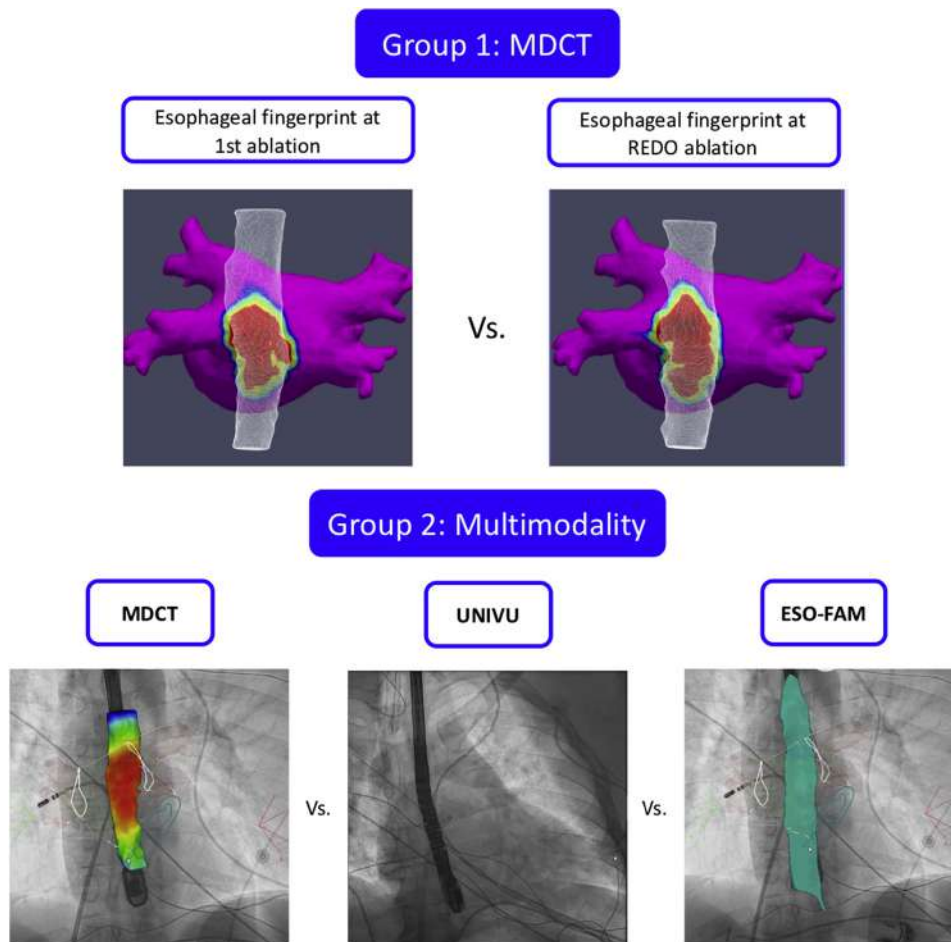 Group 1: MDCT
Esophageal fingerprint at
1st ablation
Esophageal fingerprint at
REDO ablation
Vs.
Group 2: Multimodality
MDCT
UNIVU
ESO-FAM
Vs.
Vs.